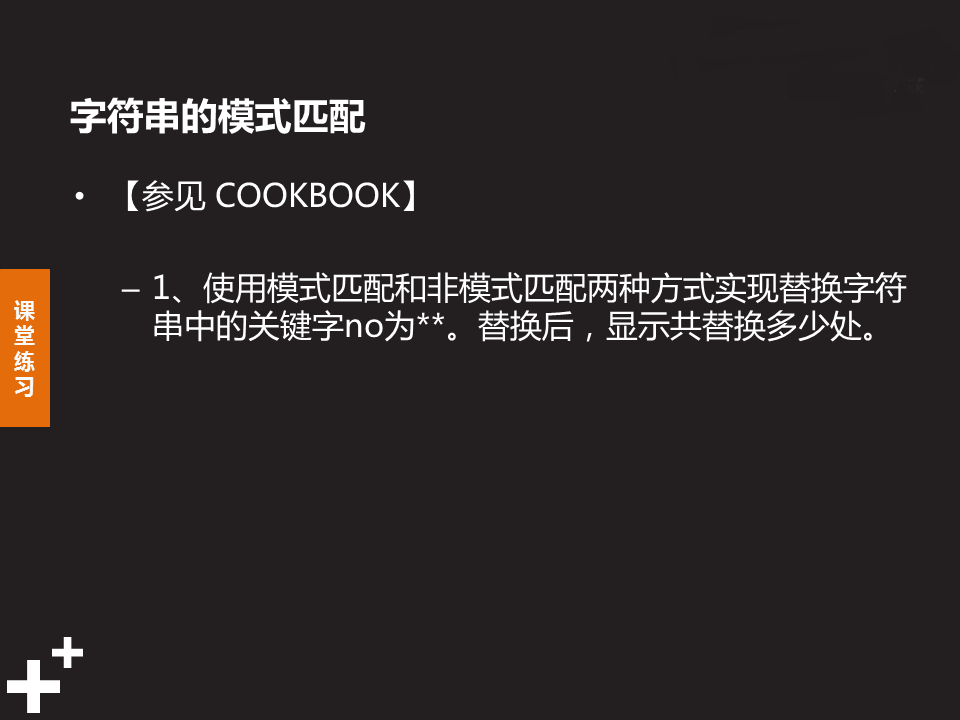 字符串的模式匹配
• 【参见 COOKBOOK】
– 1、使用模式匹配和非模式匹配两种方式实现替换字符
串中的关键字no为**。替换后，显示共替换多少处。
课
堂
练
习